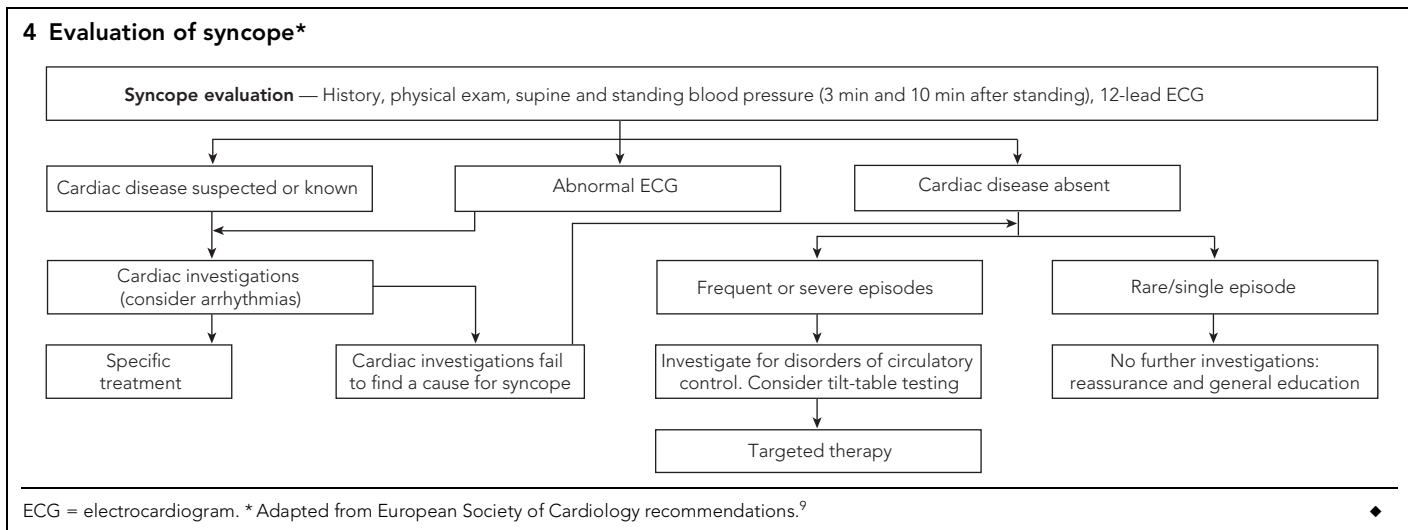 4 Evaluation of syncope*
Syncope evaluation — History, physical exam, supine and standing blood pressure (3 min and 10 min after standing), 12-lead ECG
Cardiac disease suspected or known
Abnormal ECG
Cardiac disease absent
Cardiac investigations
(consider arrhythmias)
Frequent or severe episodes
Rare/single episode
Specific
treatment
Cardiac investigations fail
to find a cause for syncope
Investigate for disorders of circulatory
control. Consider tilt-table testing
No further investigations:
reassurance and general education
Targeted therapy
ECG = electrocardiogram. * Adapted from European Society of Cardiology recommendations.9